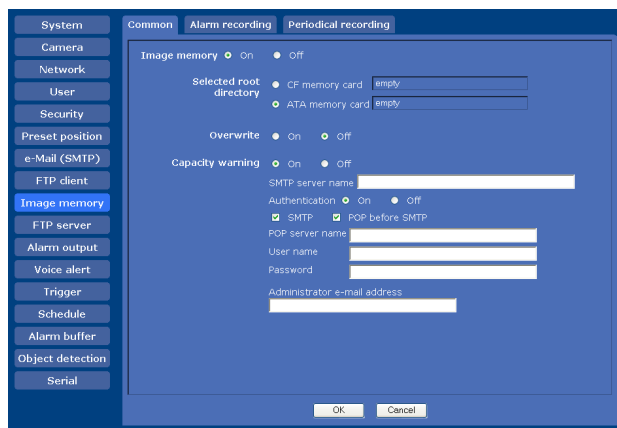 System
Camera
Network
User
Security
Preset position
e-Mail (SMTP)
FTP client
Image memory
FTP server
Alarm output
Voice alert
Trigger
Schedule
Alarm buffer
Object detection
Serial
Common Alarm recording Periodical recording
Image memory On Off
Selected root directory
CF memory card empty
ATA memory card empty
Overwrite On Off
Capacity warning On Off
SMTP server name
Authentication On Off
SMTP POP before SMTP
POP server name
User name
Password
Administrator e-mail address
OK Cancel